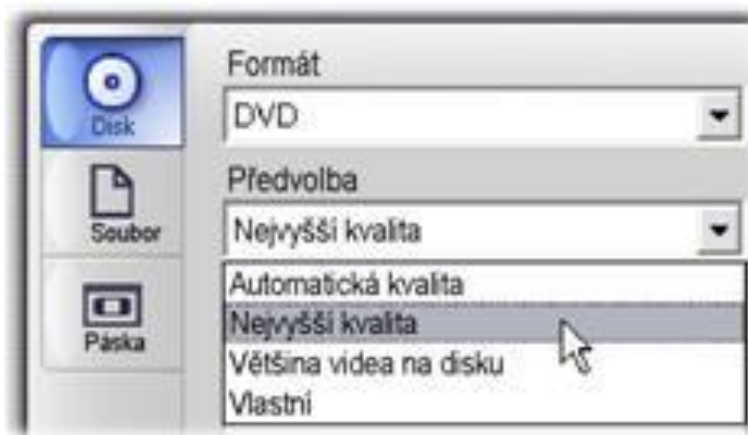 Disk
Soubor
Páska
Formát
DVD
Předvolba
Nejvyšší kvalita
Automatická kvalita
Nejvyšší kvalita
Většina videa na disku
Vlastní